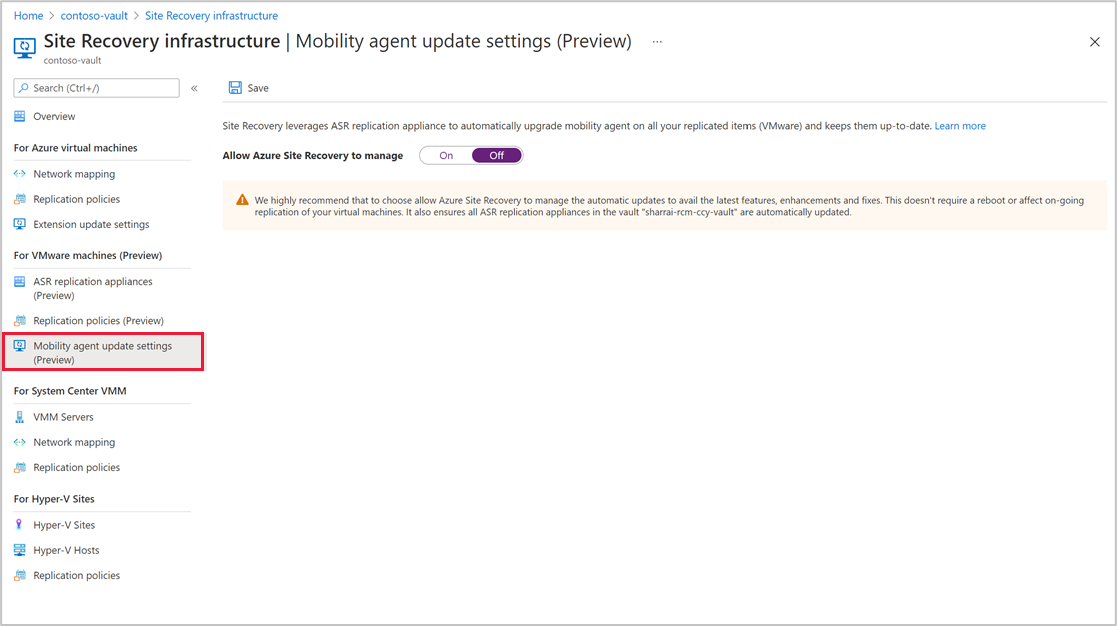 Home > contoso-vault > Site Recovery infrastructure
Site Recovery infrastructure | Mobility agent update settings (Preview) ...
contoso-vault
Search (Ctrl+/)
«
Save
Overview
For Azure virtual machines
Network mapping
Replication policies
Extension update settings
For VMware machines (Preview)
ASR replication appliances
(Preview)
Replication policies (Preview)
Mobility agent update settings
(Preview)
For System Center VMM
VMM Servers
Network mapping
Replication policies
For Hyper-V Sites
Hyper-V Sites
Hyper-V Hosts
Replication policies
Site Recovery leverages ASR replication appliance to automatically upgrade mobility agent on all your replicated items (VMware) and keeps them up-to-date. Learn more
Allow Azure Site Recovery to manage On Off
We highly recommend that to choose allow Azure Site Recovery to manage the automatic updates to avail the latest features, enhancements and fixes. This doesn't require a reboot or affect on-going
replication of your virtual machines. It also ensures all ASR replication appliances in the vault "sharrai-rcm-ccy-vault" are automatically updated.